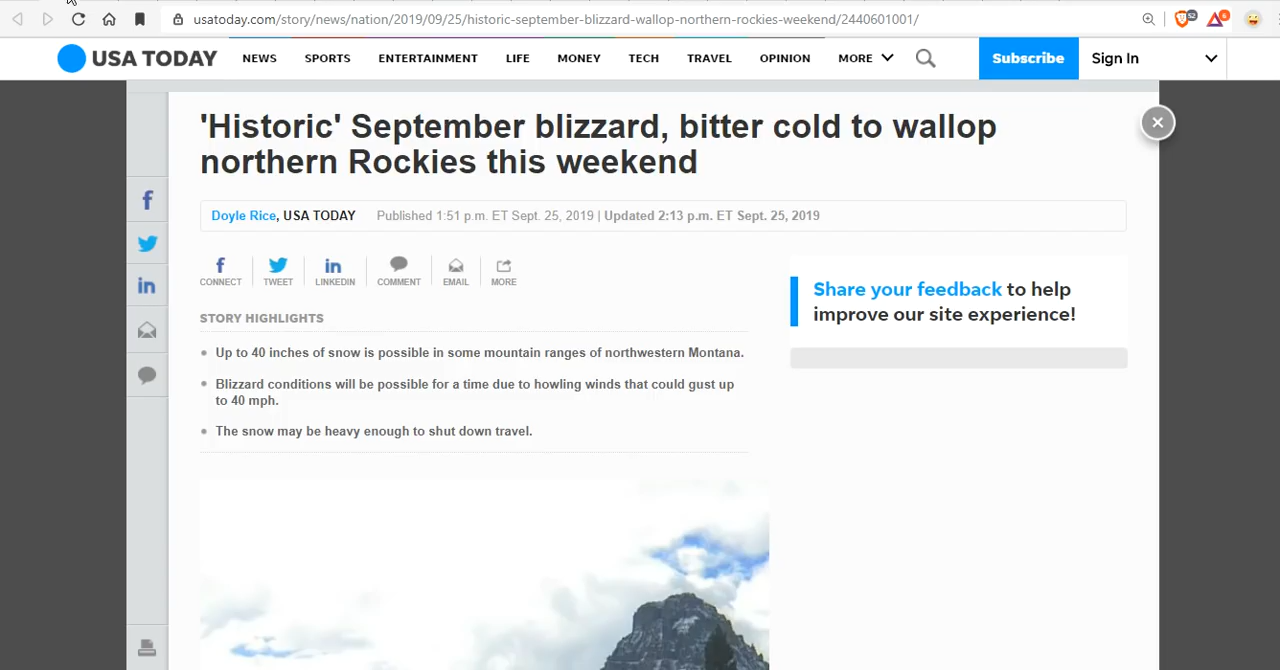 usatoday.com/story/news/nation/2019/09/25/historic-september-blizzard-wallop-northern-rockies-weekend/2440601001/
52
6
USA TODAY
NEWS
SPORTS
ENTERTAINMENT
LIFE
MONEY
TECH
TRAVEL
OPINION
MORE
Subscribe
Sign In
'Historic' September blizzard, bitter cold to wallop
northern Rockies this weekend
Doyle Rice, USA TODAY Published 1:51 p.m. ET Sept. 25, 2019 | Updated 2:13 p.m. ET Sept. 25, 2019
CONNECT
TWEET
LINKEDIN
COMMENT
EMAIL
MORE
STORY HIGHLIGHTS
Up to 40 inches of snow is possible in some mountain ranges of northwestern Montana.
Blizzard conditions will be possible for a time due to howling winds that could gust up
to 40 mph.
The snow may be heavy enough to shut down travel.
Share your feedback to help
improve our site experience!